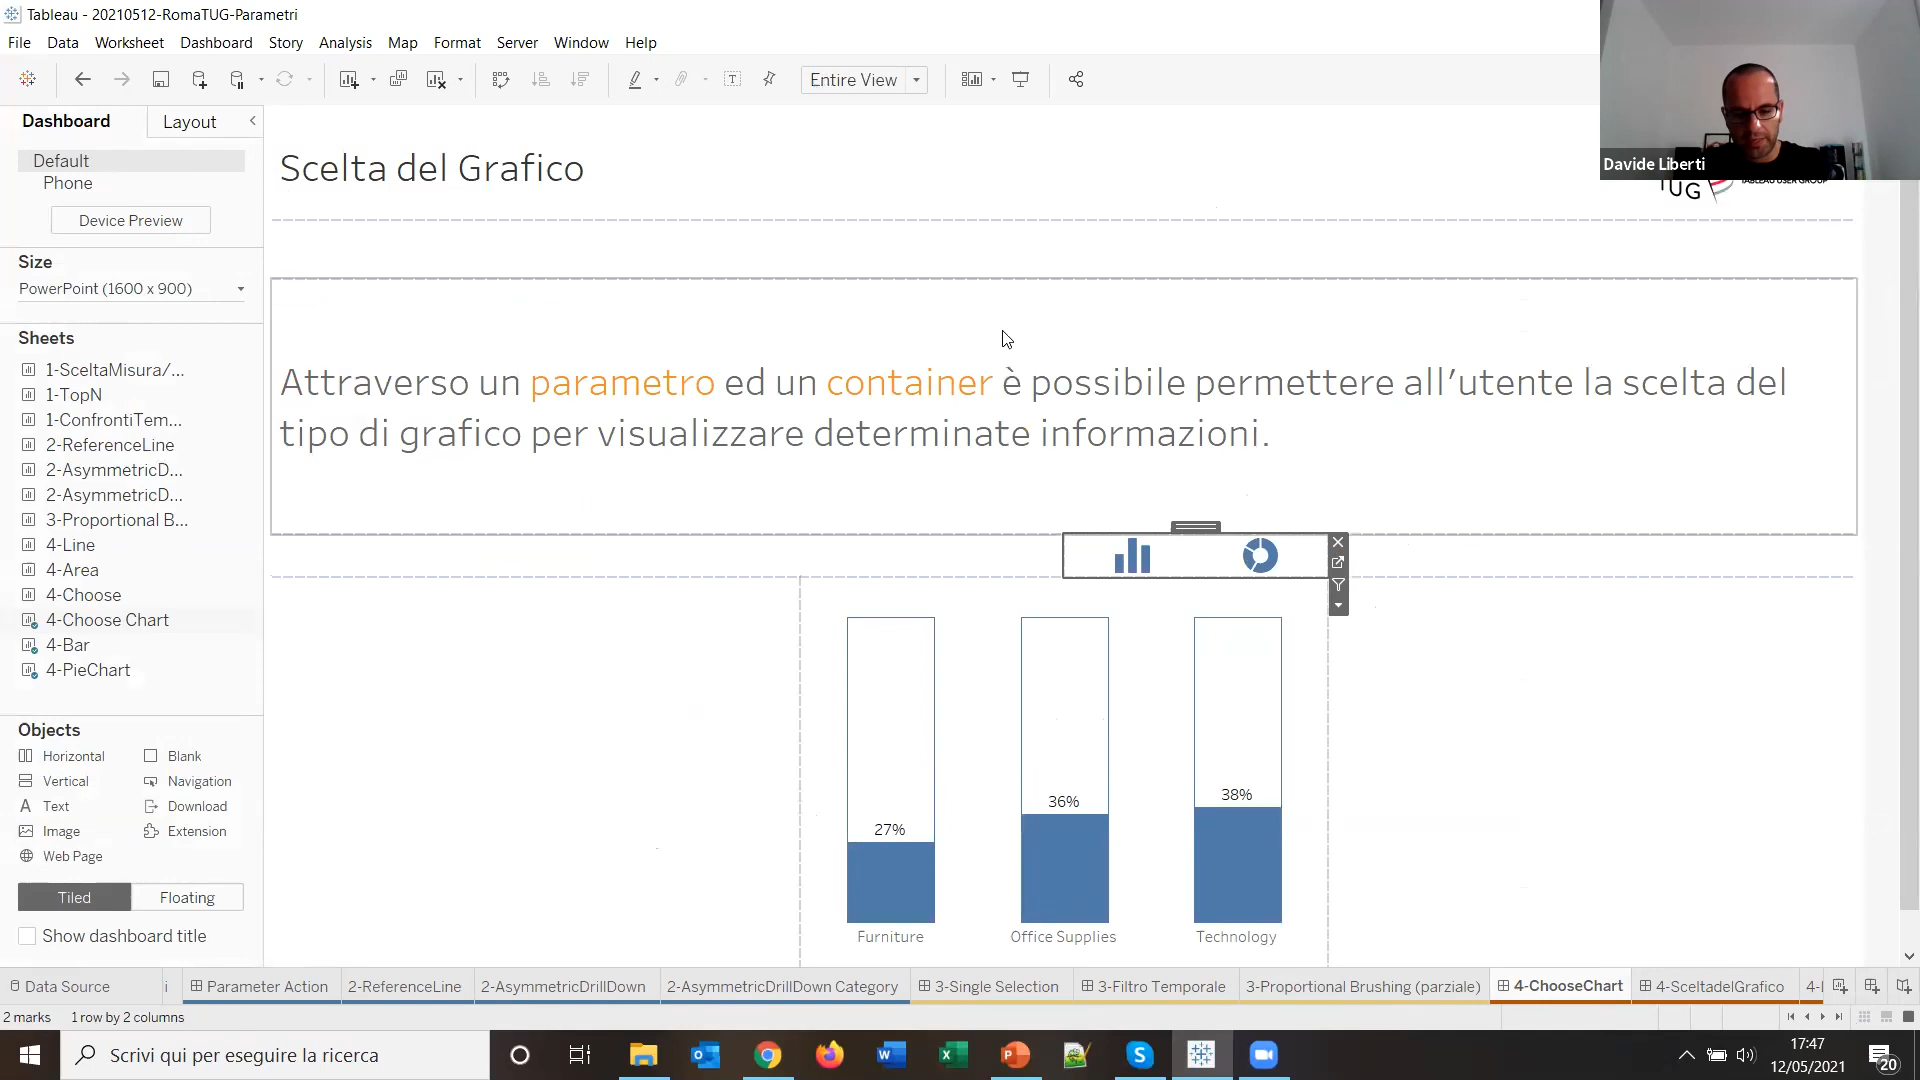 Tableau - 20210512-RomaTUG-Parametri
File Data Worksheet Dashboard Story Analysis Map Format Server Window Help
Entire View
Dashboard Layout
Default
Phone
Device Preview
Size
PowerPoint (1600 x 900)
Sheets
1-SceltaMisura/...
1-TopN
1-ConfrontiTem...
2-ReferenceLine
2-AsymmetricD...
2-AsymmetricD...
3-Proportional B...
4-Line
4-Area
4-Choose
4-Choose Chart
4-Bar
4-PieChart
Objects
Horizontal Blank
Vertical Navigation
Text Download
Image Extension
Web Page
Tiled Floating
Show dashboard title
Scelta del Grafico
Davide Liberti
TUG
TABLEAU USER GROUP
Attraverso un parametro ed un container è possibile permettere all'utente la scelta del
tipo di grafico per visualizzare determinate informazioni.
27% 36% 38%
Furniture Office Supplies Technology
Data Source i Parameter Action 2-ReferenceLine 2-AsymmetricDrillDown 2-AsymmetricDrillDown Category 3-Single Selection 3-Filtro Temporale 3-Proportional Brushing (parziale) 4-ChooseChart 4-SceltadelGrafico 4-
2 marks 1 row by 2 columns
Scrivi qui per eseguire la ricerca
17:47
12/05/2021
20